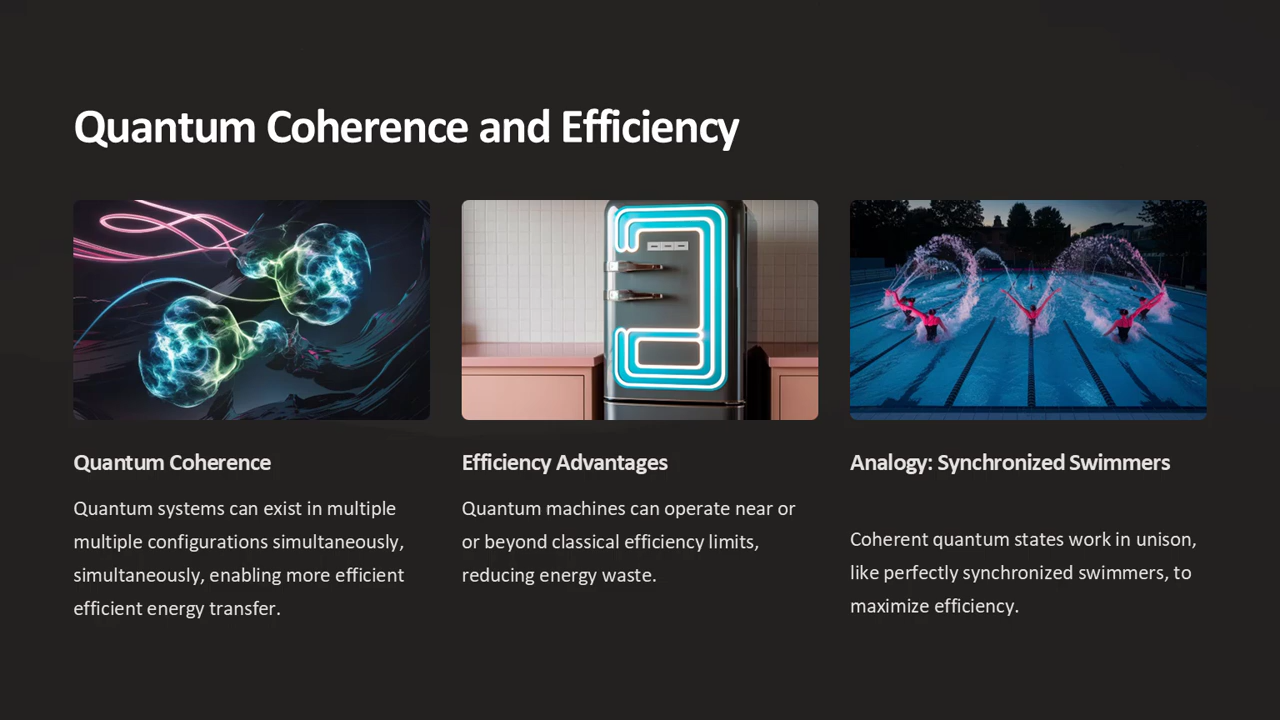 Quantum Coherence and Efficiency
Quantum Coherence
Quantum systems can exist in multiple
multiple configurations simultaneously,
simultaneously, enabling more efficient
efficient energy transfer.
Efficiency Advantages
Quantum machines can operate near or
or beyond classical efficiency limits,
reducing energy waste.
Analogy: Synchronized Swimmers
Coherent quantum states work in unison,
like perfectly synchronized swimmers, to
maximize efficiency.